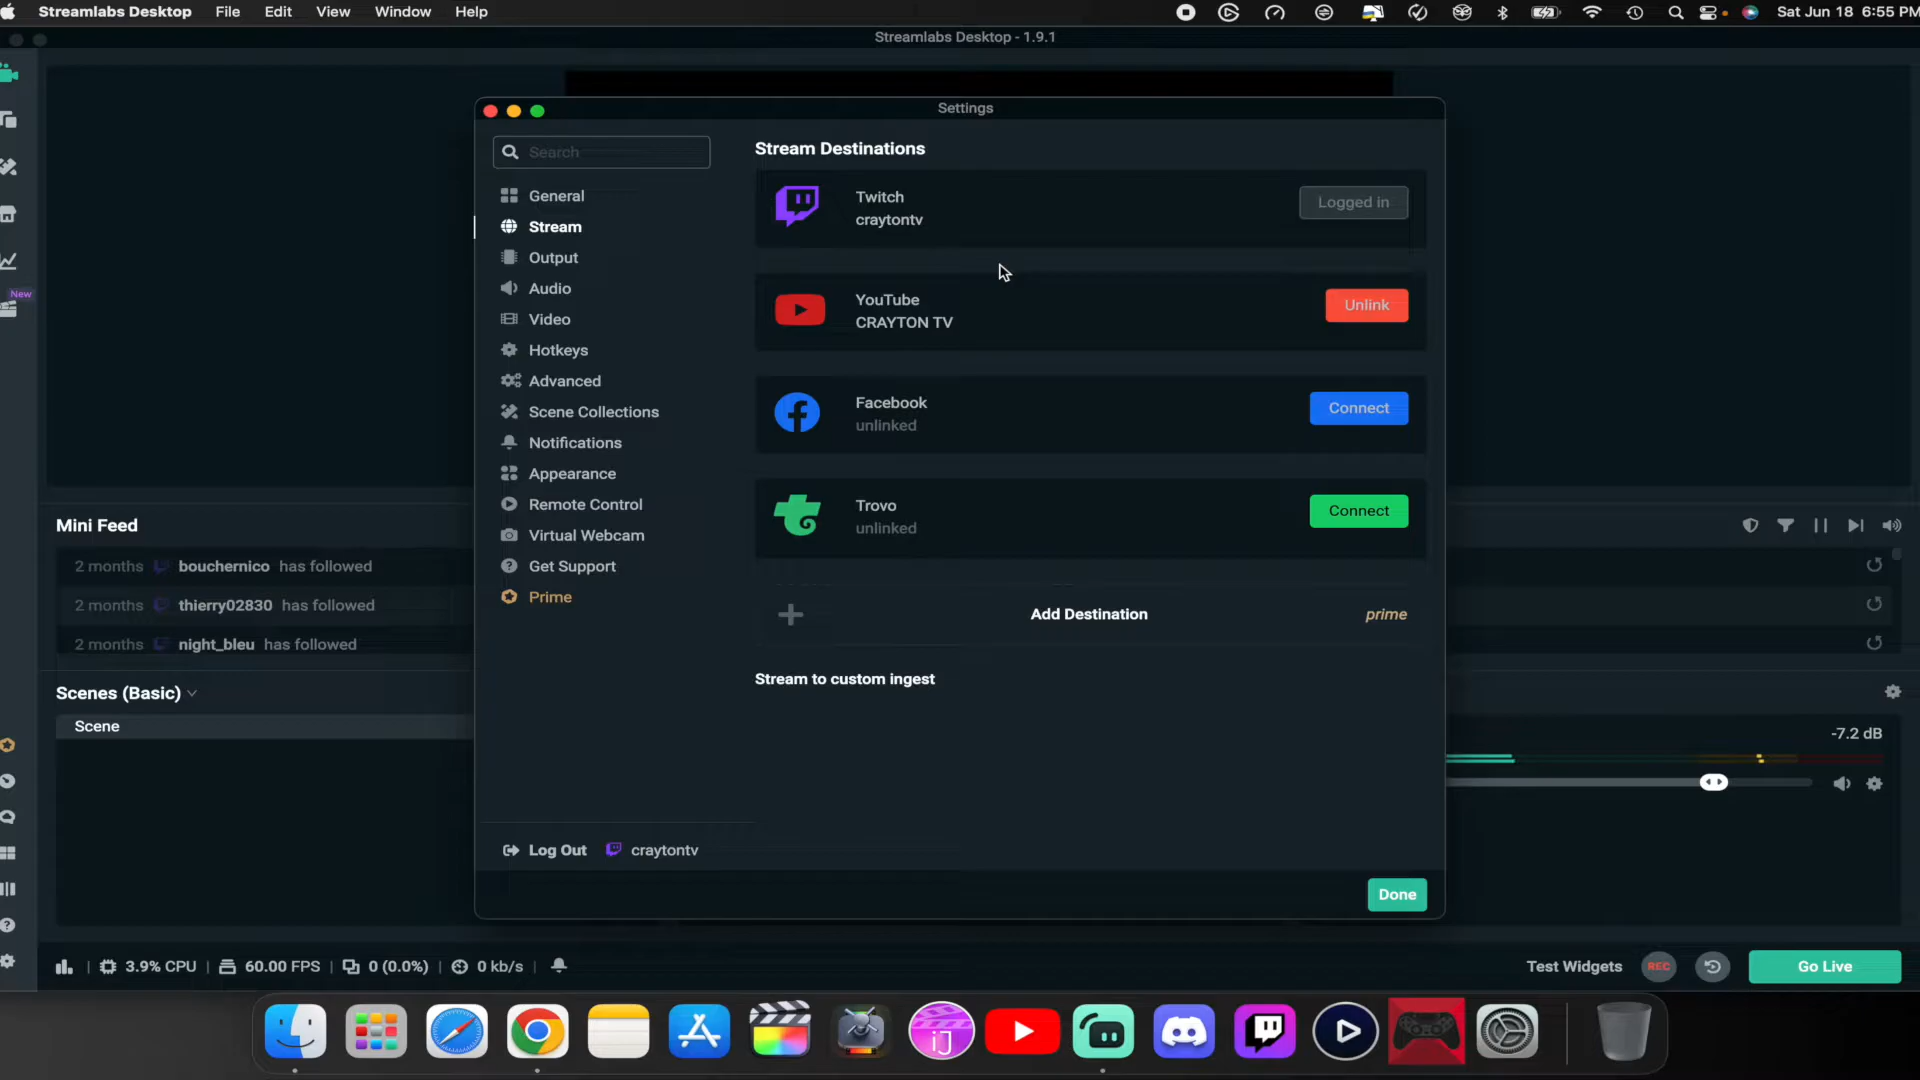 Streamlabs Desktop File Edit View Window Help Sat Jun 18 6:55 PM
Streamlabs Desktop - 1.9.1
Settings
Search
General
Stream
Output
Audio
Video
Hotkeys
Advanced
Scene Collections
Notifications
Appearance
Remote Control
Virtual Webcam
Get Support
Prime
Log Out craytontv
Stream Destinations
Twitch
craytontv
Logged in
YouTube
CRAYTON TV
Unlink
Facebook
unlinked
Connect
Trovo
unlinked
Connect
Add Destination prime
Stream to custom ingest
Done
New
Mini Feed
2 months bouchernico has followed
2 months thierry02830 has followed
2 months night_bleu has followed
Scenes (Basic)
Scene
-7.2 dB
3.9% CPU 60.00 FPS 0 (0.0%) 0 kb/s
Test Widgets REC Go Live
iJ